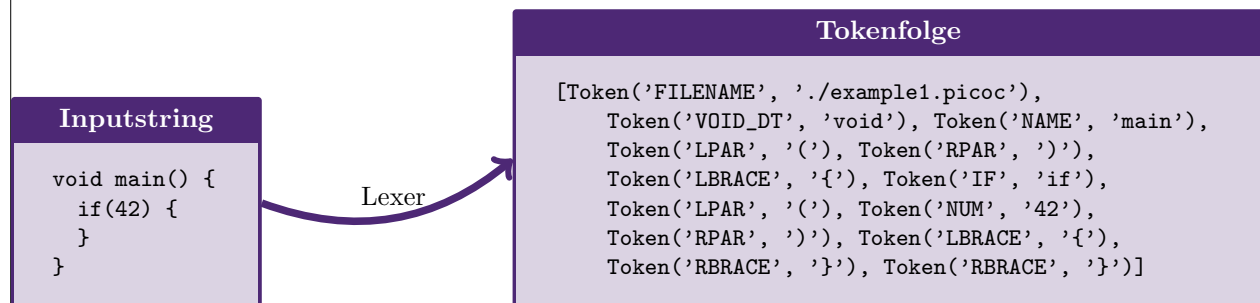 Inputstring
void main() {
  if(42) {
  }
}
Lexer
Tokenfolge
[Token('FILENAME', './example1.picoc'),
    Token('VOID_DT', 'void'), Token('NAME', 'main'),
    Token('LPAR', '('), Token('RPAR', ')'),
    Token('LBRACE', '{'), Token('IF', 'if'),
    Token('LPAR', '('), Token('NUM', '42'),
    Token('RPAR', ')'), Token('LBRACE', '{'),
    Token('RBRACE', '}'), Token('RBRACE', '}')]